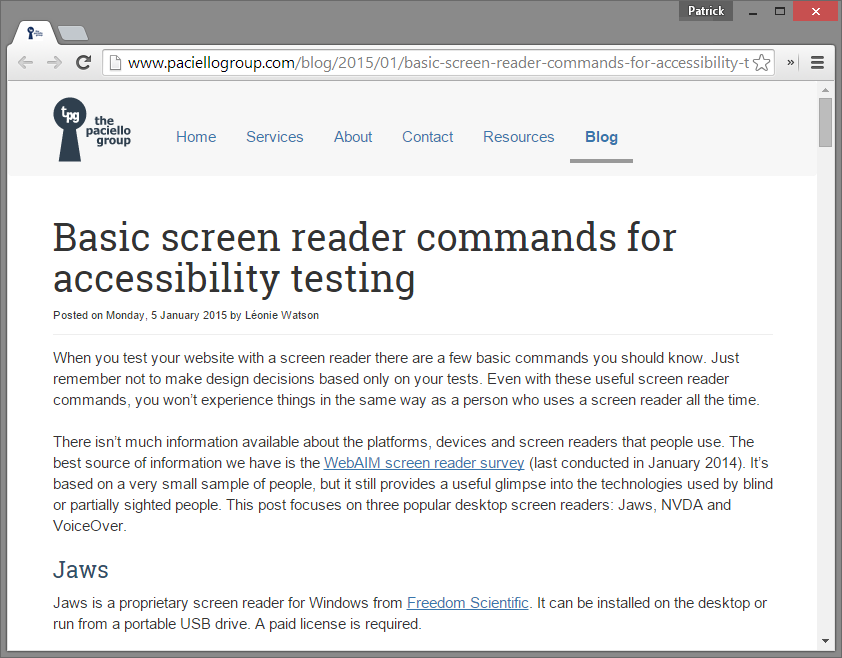 Patrick
www.paciellogroup.com/blog/2015/01/basic-screen-reader-commands-for-accessibility-t
tpg
the
paciello
group
Home Services About Contact Resources Blog
Basic screen reader commands for
accessibility testing
Posted on Monday, 5 January 2015 by Léonie Watson
When you test your website with a screen reader there are a few basic commands you should know. Just
remember not to make design decisions based only on your tests. Even with these useful screen reader
commands, you won’t experience things in the same way as a person who uses a screen reader all the time.
There isn’t much information available about the platforms, devices and screen readers that people use. The
best source of information we have is the WebAIM screen reader survey (last conducted in January 2014). It’s
based on a very small sample of people, but it still provides a useful glimpse into the technologies used by blind
or partially sighted people. This post focuses on three popular desktop screen readers: Jaws, NVDA and
VoiceOver.
Jaws
Jaws is a proprietary screen reader for Windows from Freedom Scientific. It can be installed on the desktop or
run from a portable USB drive. A paid license is required.